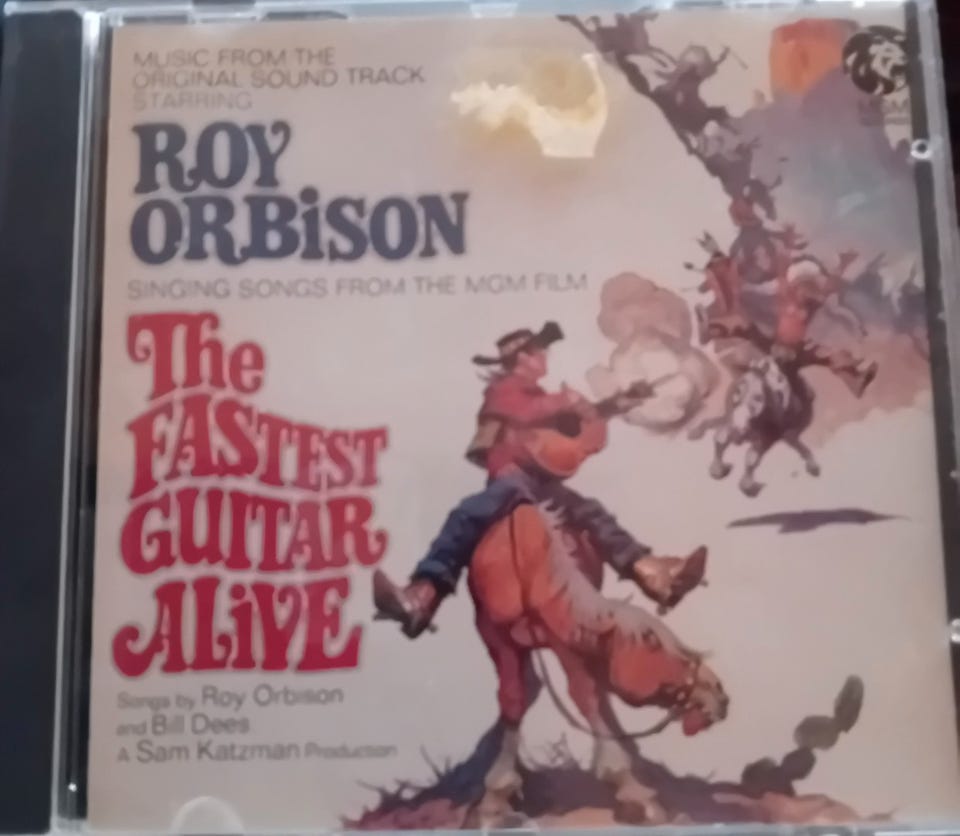 MUSIC FROM THE
ORIGINAL SOUND TRACK
STARRING
ROY
ORBiSON
SINGING SONGS FROM THE MGM FILM
The
FASTEST
GUITAR
ALiVE
Songs by Roy Orbison
and Bill Dees
A Sam Katzman Production
MGM